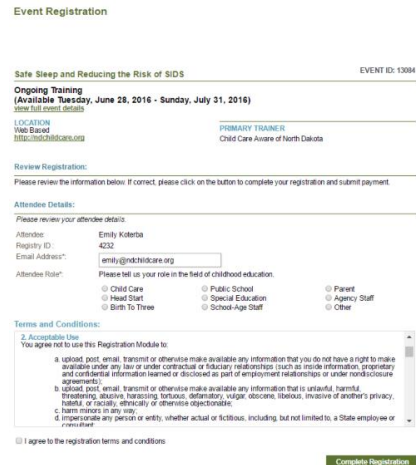 Event Registration
Safe Sleep and Reducing the Risk of SIDS
EVENT ID: 13084
Ongoing Training
(Available Tuesday, June 28, 2016 - Sunday, July 31, 2016)
view full event details
LOCATION
Web Based
http://ndchildcare.org
PRIMARY TRAINER
Child Care Aware of North Dakota
Review Registration:
Please review the information below. If correct, please click on the button to complete your registration and submit payment.
Attendee Details:
Please review your attendee details.
Attendee: Emily Koterba
Registry ID: 4232
Email Address*: emily@ndchildcare.org
Attendee Role*: Please tell us your role in the field of childhood education.
Child Care Public School Parent
Head Start Special Education Agency Staff
Birth To Three School-Age Staff Other
Terms and Conditions:
2. Acceptable Use
You agree not to use this Registration Module to:
a. upload, post, email, transmit or otherwise make available any information that you do not have a right to make
available under any law or under contractual or fiduciary relationships (such as inside information, proprietary
and confidential information learned or disclosed as part of employment relationships or under nondisclosure
agreements);
b. upload, post, email, transmit or otherwise make available any information that is unlawful, harmful,
threatening, abusive, harassing, tortuous, defamatory, vulgar, obscene, libelous, invasive of another's privacy,
hateful, or racially, ethnically or otherwise objectionable;
c. harm minors in any way;
d. impersonate any person or entity, whether actual or fictitious, including, but not limited to, a State employee or
consultant;
I agree to the registration terms and conditions
Complete Registration